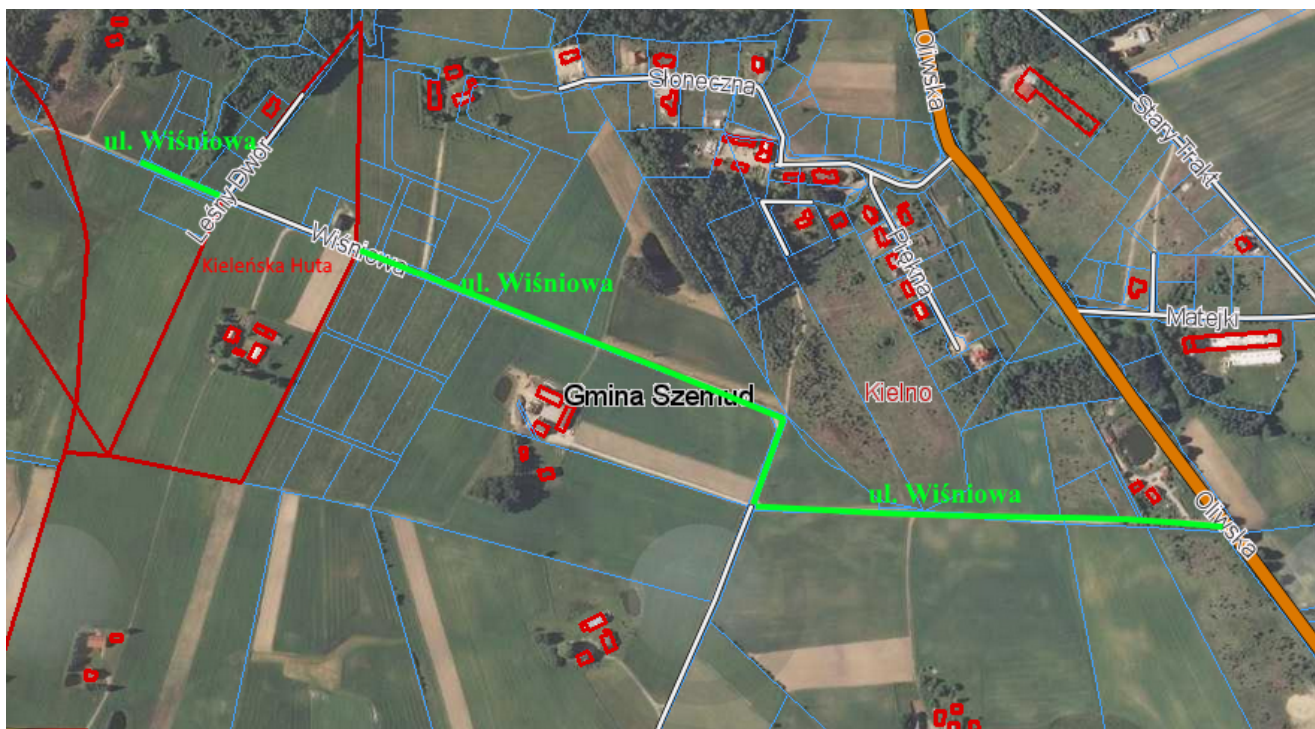 Oliwska
Słoneczna
Stary Trakt
ul. Wiśniowa
Leśny Dwór
Wiśniowa
Kieleńska Huta
ul. Wiśniowa
Piękna
Matejki
Gmina Szemud
Kielno
ul. Wiśniowa
Oliwska